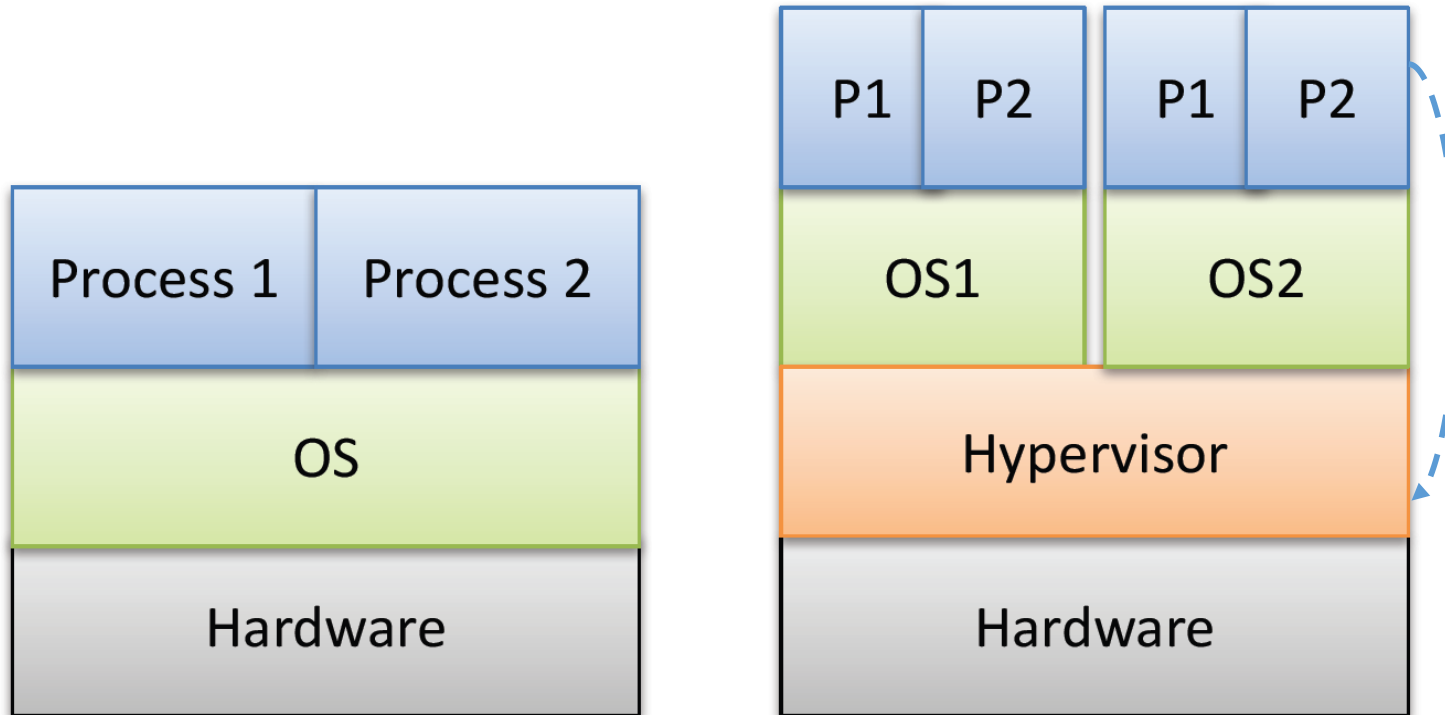 P1 P2 P1 P2
Process 1 Process 2 OS1 OS2
OS Hypervisor
Hardware Hardware